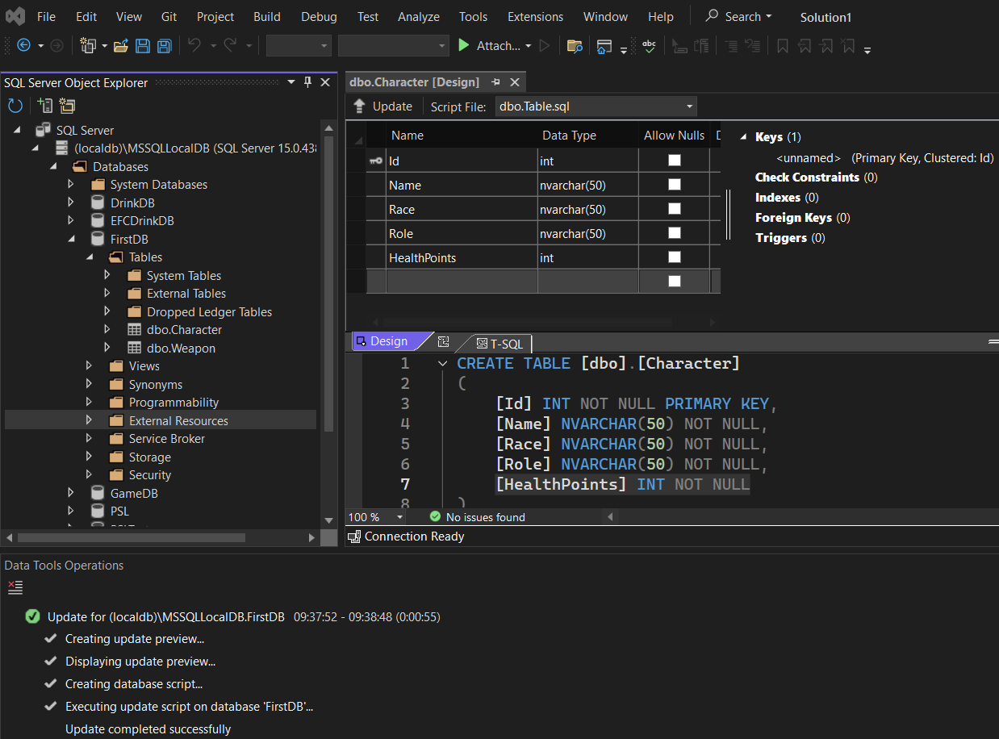 File Edit View Git Project Build Debug Test Analyze Tools Extensions Window Help Search Solution1
Attach...
abc
SQL Server Object Explorer
SQL Server
(localdb)\MSSQLLocalDB (SQL Server 15.0.438
Databases
System Databases
DrinkDB
EFCDrinkDB
FirstDB
Tables
System Tables
External Tables
Dropped Ledger Tables
dbo.Character
dbo.Weapon
Views
Synonyms
Programmability
External Resources
Service Broker
Storage
Security
GameDB
PSL
dbo.Character [Design]
Update Script File: dbo.Table.sql
Name Data Type Allow Nulls D
Id int
Name nvarchar(50)
Race nvarchar(50)
Role nvarchar(50)
HealthPoints int
Keys (1)
<unnamed> (Primary Key, Clustered: Id)
Check Constraints (0)
Indexes (0)
Foreign Keys (0)
Triggers (0)
Design T-SQL
1 CREATE TABLE [dbo].[Character]
2 (
3 [Id] INT NOT NULL PRIMARY KEY,
4 [Name] NVARCHAR(50) NOT NULL,
5 [Race] NVARCHAR(50) NOT NULL,
6 [Role] NVARCHAR(50) NOT NULL,
7 [HealthPoints] INT NOT NULL
8 )
100 % No issues found
Connection Ready
Data Tools Operations
Update for (localdb)\MSSQLLocalDB.FirstDB 09:37:52 - 09:38:48 (0:00:55)
Creating update preview...
Displaying update preview...
Creating database script...
Executing update script on database 'FirstDB'...
Update completed successfully